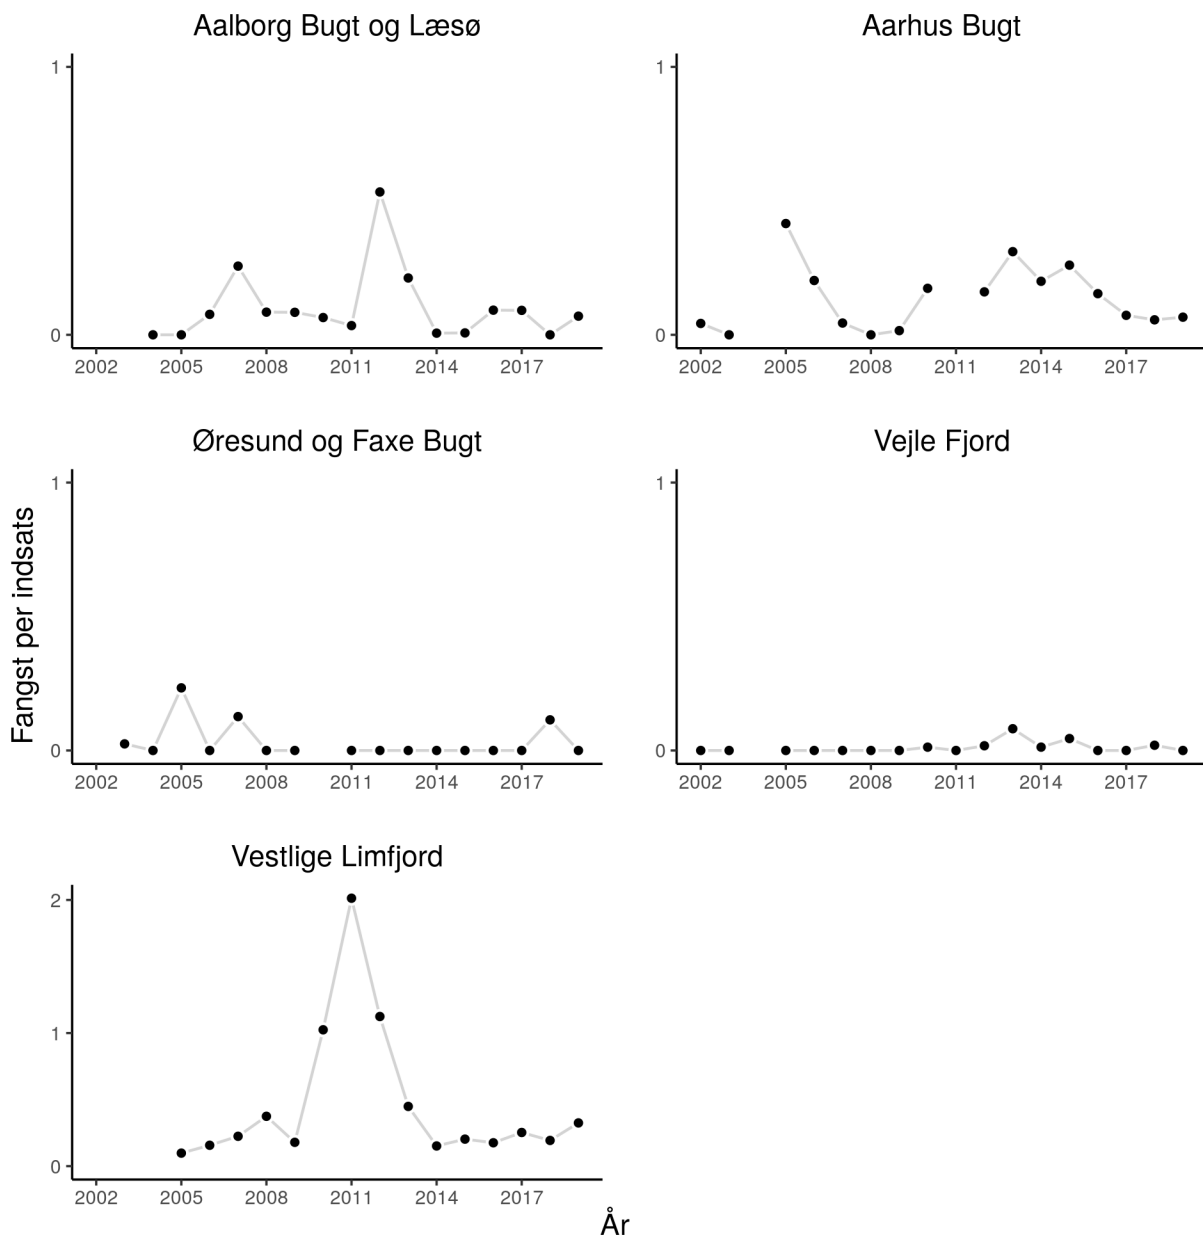 Aalborg Bugt og Læsø
1
0
2002 2005 2008 2011 2014 2017
Aarhus Bugt
1
0
2002 2005 2008 2011 2014 2017
Fangst per indsats
Øresund og Faxe Bugt
1
0
2002 2005 2008 2011 2014 2017
Vejle Fjord
1
0
2002 2005 2008 2011 2014 2017
Vestlige Limfjord
2
1
0
2002 2005 2008 2011 2014 2017
År